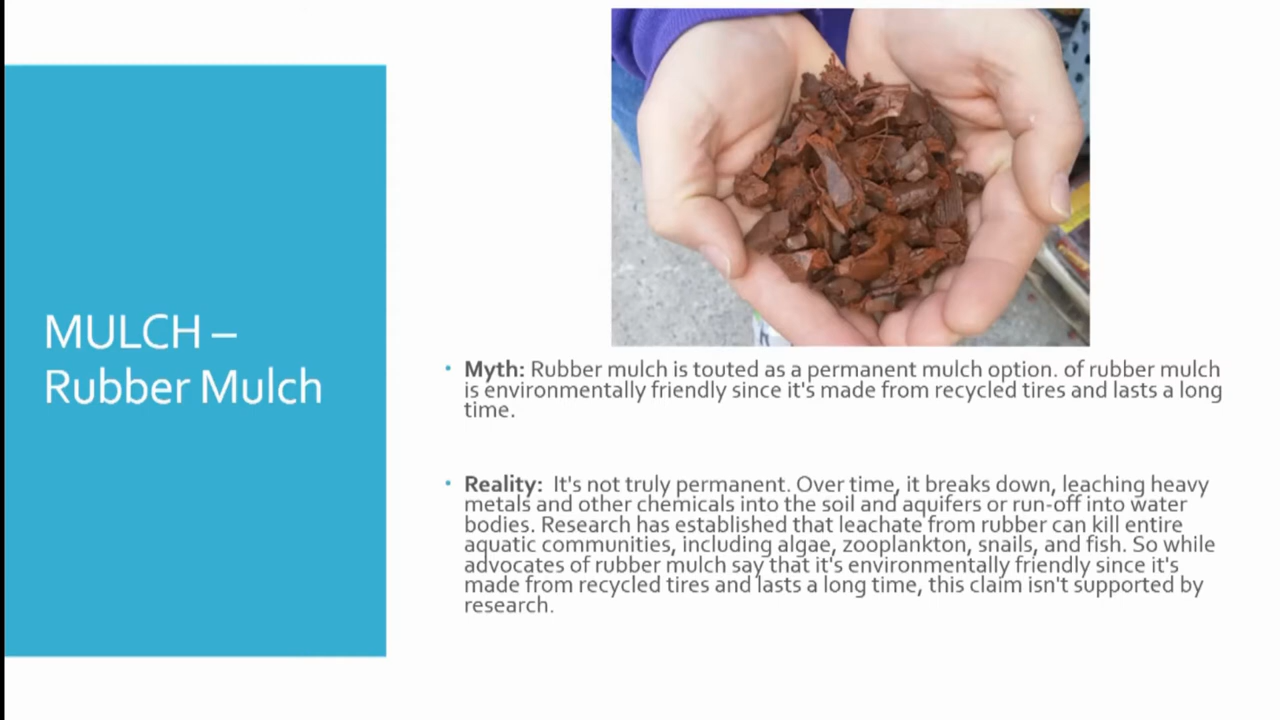 MULCH –
Rubber Mulch
• Myth: Rubber mulch is touted as a permanent mulch option. of rubber mulch
is environmentally friendly since it's made from recycled tires and lasts a long
time.
• Reality: It's not truly permanent. Over time, it breaks down, leaching heavy
metals and other chemicals into the soil and aquifers or run-off into water
bodies. Research has established that leachate from rubber can kill entire
aquatic communities, including algae, zooplankton, snails, and fish. So while
advocates of rubber mulch say that it's environmentally friendly since it's
made from recycled tires and lasts a long time, this claim isn't supported by
research.